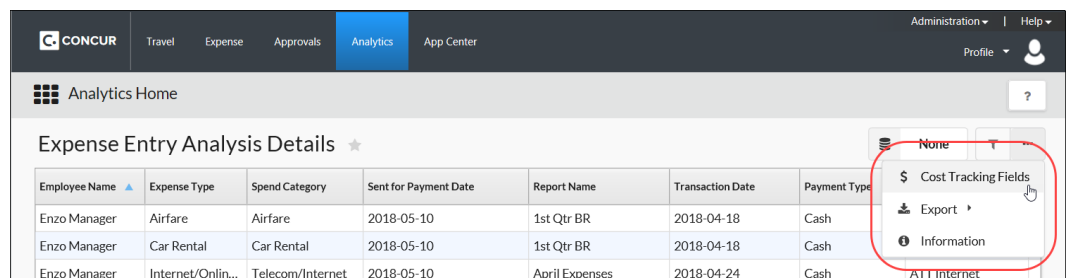 Administration | Help
C. CONCUR Travel Expense Approvals Analytics App Center
Profile
Analytics Home ?
Expense Entry Analysis Details None ...
Employee Name Expense Type Spend Category Sent for Payment Date Report Name Transaction Date Payment Type
$ Cost Tracking Fields
Enzo Manager Airfare Airfare 2018-05-10 1st Qtr BR 2018-04-18 Cash
Export
Enzo Manager Car Rental Car Rental 2018-05-10 1st Qtr BR 2018-04-18 Cash
Information
Enzo Manager Internet/Onlin... Telecom/Internet 2018-05-10 April Expenses 2018-04-24 Cash ATT Internet